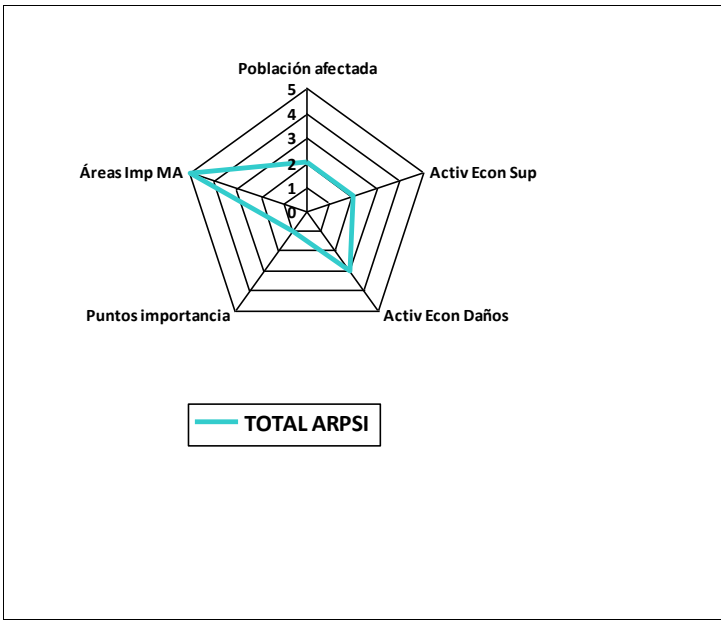 Población afectada
5
4
3
2
1
0
Áreas Imp MA
Activ Econ Sup
Puntos importancia
Activ Econ Daños
TOTAL ARPSI